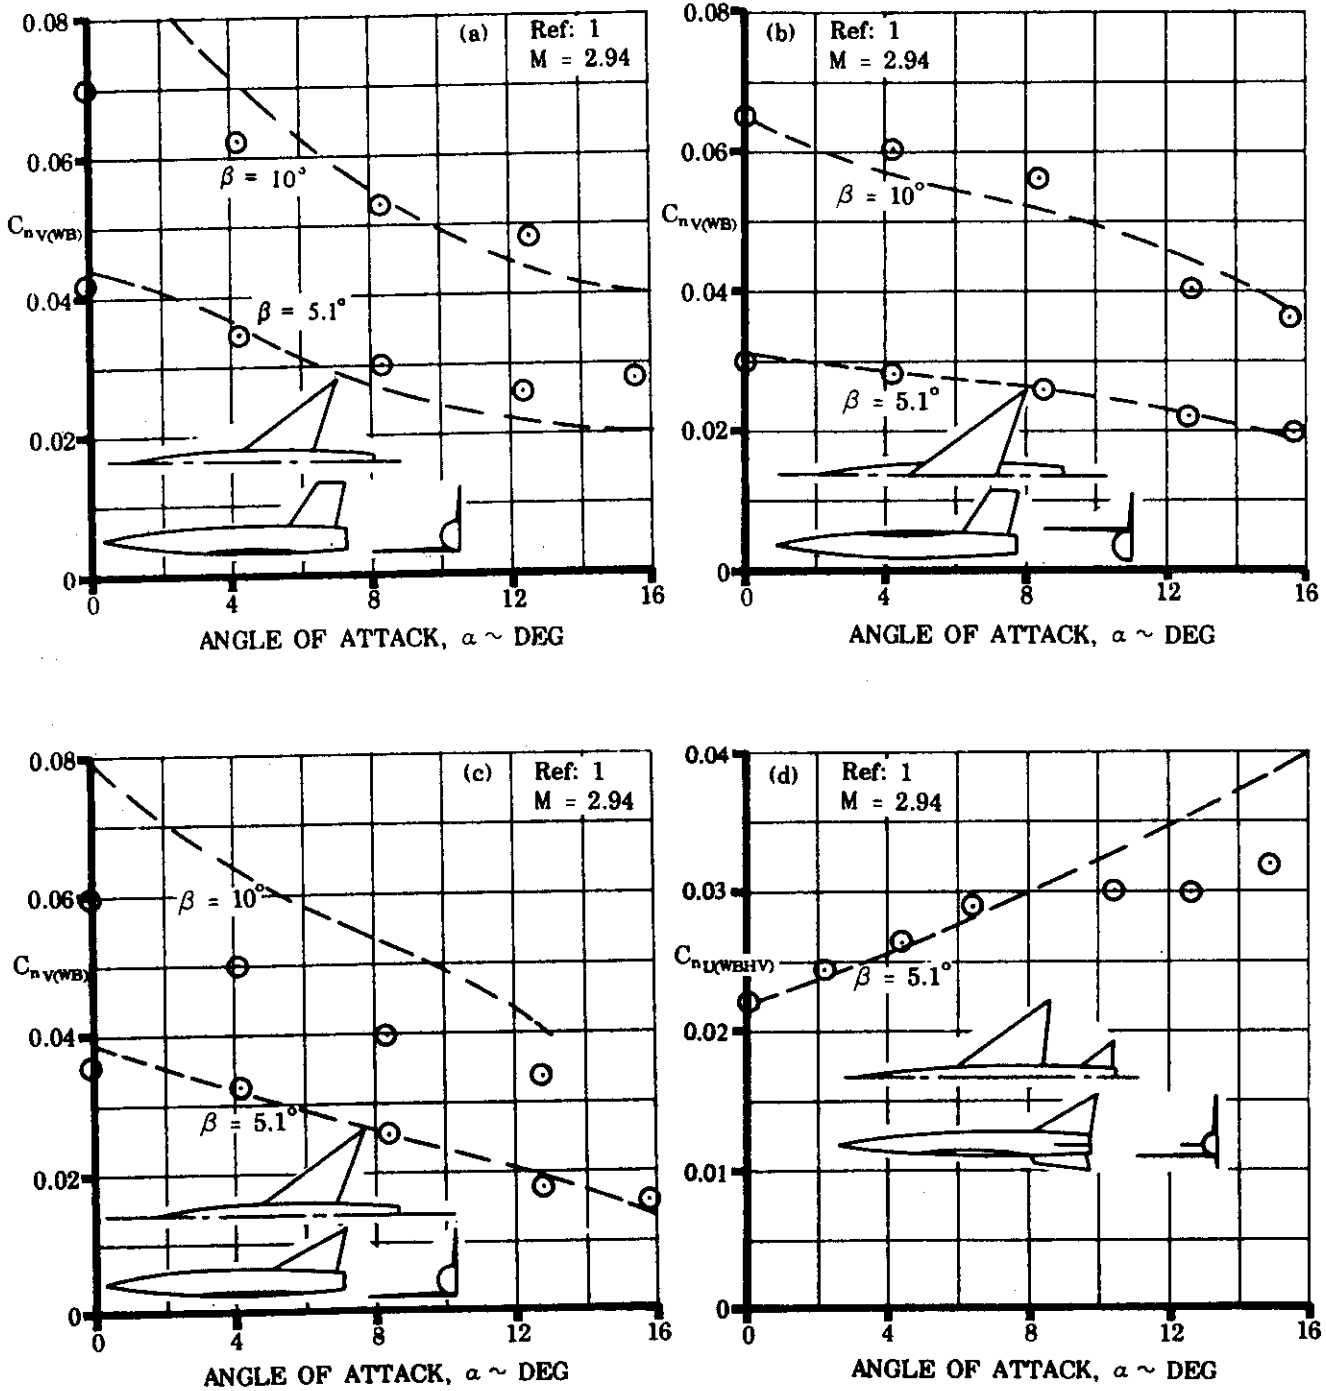 0.08
(a)
Ref: 1
M = 2.94
0.06
β = 10°
C n V(WB)
0.04
β = 5.1°
0.02
0
0 4 8 12 16
ANGLE OF ATTACK, α ~ DEG
0.08
(b)
Ref: 1
M = 2.94
0.06
β = 10°
C n V(WB)
0.04
β = 5.1°
0.02
0
0 4 8 12 16
ANGLE OF ATTACK, α ~ DEG
0.08
(c)
Ref: 1
M = 2.94
0.06
β = 10°
C n V(WB)
0.04
β = 5.1°
0.02
0
0 4 8 12 16
ANGLE OF ATTACK, α ~ DEG
0.04
(d)
Ref: 1
M = 2.94
0.03
C n U(WBHV)
β = 5.1°
0.02
0.01
0
0 4 8 12 16
ANGLE OF ATTACK, α ~ DEG